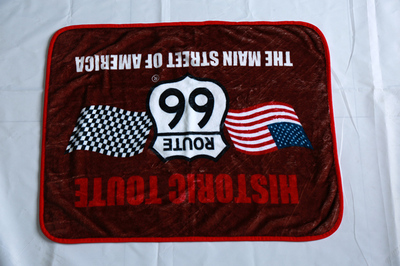 HISTORIC TOUTE
ROUTE
66
®
THE MAIN STREET OF AMERICA